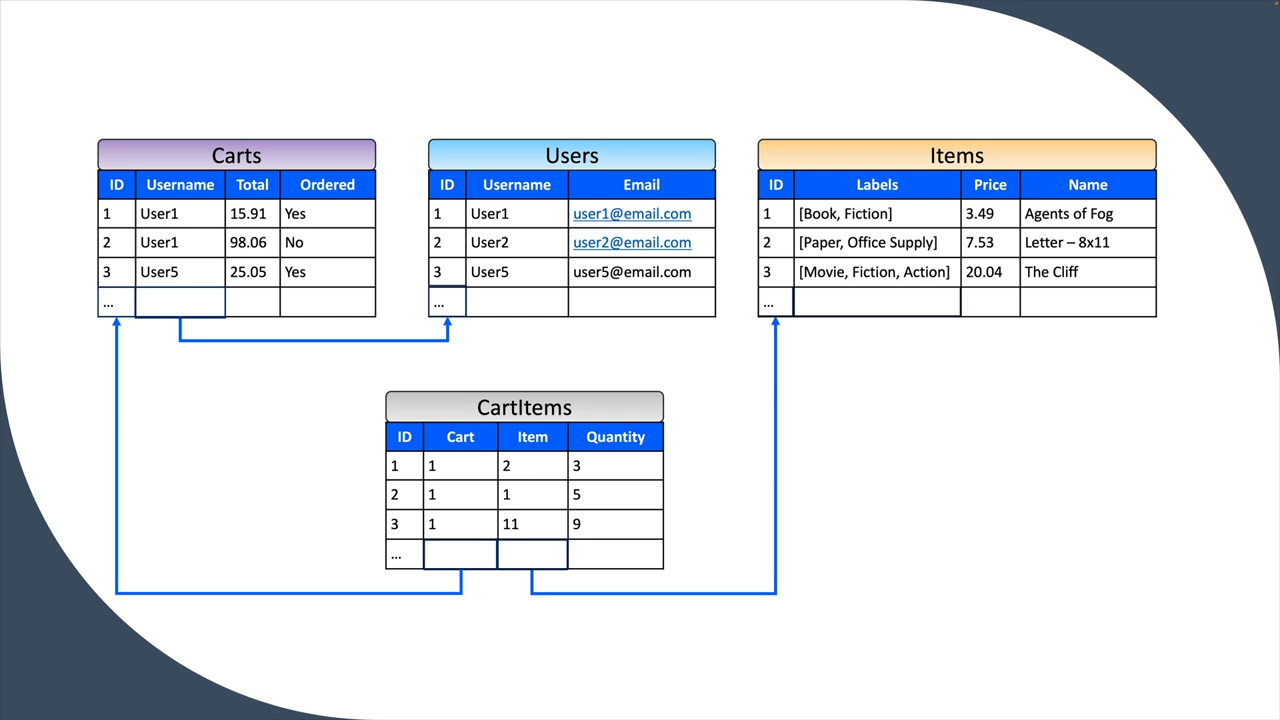 Carts
ID Username Total Ordered
1 User1 15.91 Yes
2 User1 98.06 No
3 User5 25.05 Yes
...
Users
ID Username Email
1 User1 user1@email.com
2 User2 user2@email.com
3 User5 user5@email.com
...
Items
ID Labels Price Name
1 [Book, Fiction] 3.49 Agents of Fog
2 [Paper, Office Supply] 7.53 Letter – 8x11
3 [Movie, Fiction, Action] 20.04 The Cliff
...
CartItems
ID Cart Item Quantity
1 1 2 3
2 1 1 5
3 1 11 9
...